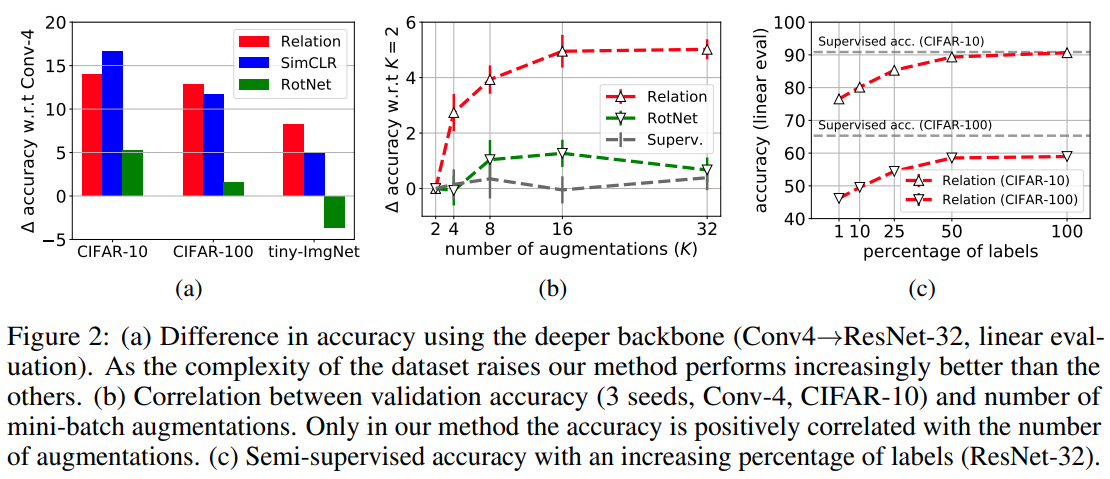 Δ accuracy w.r.t Conv-4
20
15
10
5
0
−5
CIFAR-10 CIFAR-100 tiny-ImgNet
Relation
SimCLR
RotNet
(a)
Δ accuracy w.r.t K = 2
6
4
2
0
2 4 8 16 32
number of augmentations (K)
Relation
RotNet
Superv.
(b)
accuracy (linear eval)
100
90
80
70
60
50
40
Supervised acc. (CIFAR-10)
Supervised acc. (CIFAR-100)
Relation (CIFAR-10)
Relation (CIFAR-100)
1 10 25 50 100
percentage of labels
(c)
Figure 2: (a) Difference in accuracy using the deeper backbone (Conv4→ResNet-32, linear eval-
uation). As the complexity of the dataset raises our method performs increasingly better than the
others. (b) Correlation between validation accuracy (3 seeds, Conv-4, CIFAR-10) and number of
mini-batch augmentations. Only in our method the accuracy is positively correlated with the number
of augmentations. (c) Semi-supervised accuracy with an increasing percentage of labels (ResNet-32).